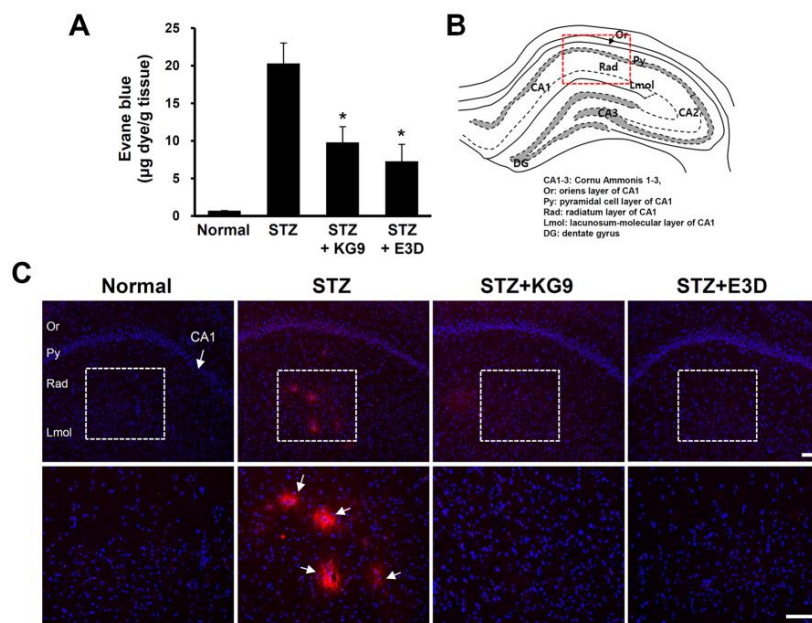 A
Evane blue
(µg dye/g tissue)
25
20
15
10
5
0
*
*
Normal
STZ
STZ
+ KG9
STZ
+ E3D
B
Or
Py
Rad
Lmol
CA1
CA2
CA3
DG
CA1-3: Cornu Ammonis 1-3,
Or: oriens layer of CA1
Py: pyramidal cell layer of CA1
Rad: radiatum layer of CA1
Lmol: lacunosum-molecular layer of CA1
DG: dentate gyrus
C
Normal
STZ
STZ+KG9
STZ+E3D
Or
CA1
Py
Rad
Lmol